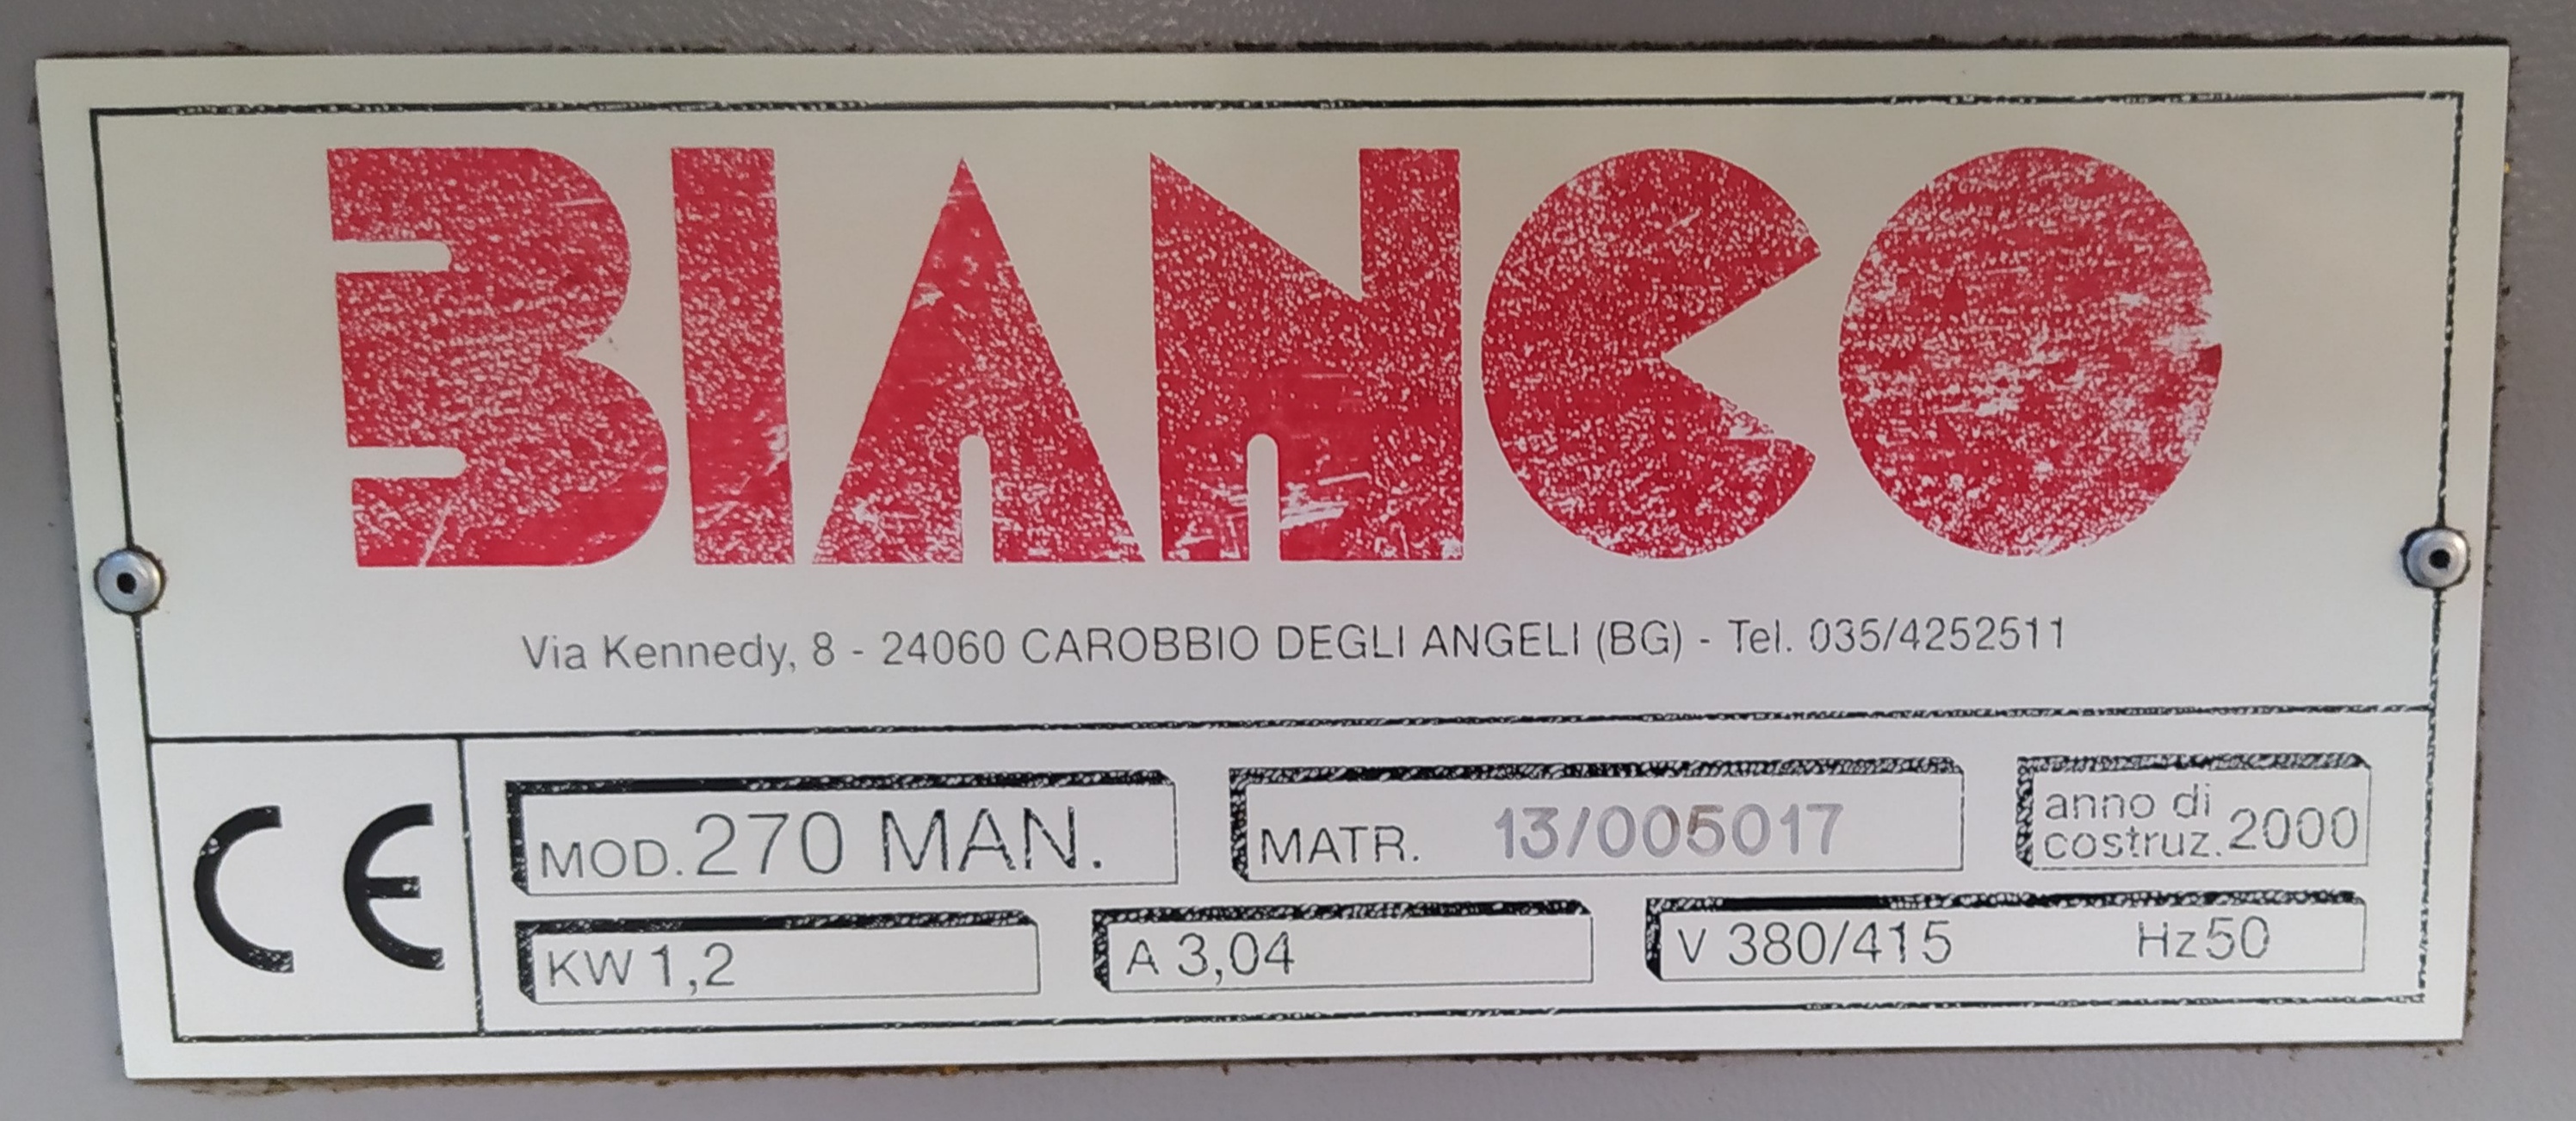 BIANCO
Via Kennedy, 8 - 24060 CAROBBIO DEGLI ANGELI (BG) - Tel. 035/4252511
CE
MOD. 270 MAN.
MATR. 13/005017
anno di
costruz. 2000
KW 1,2
A 3,04
V 380/415 Hz 50